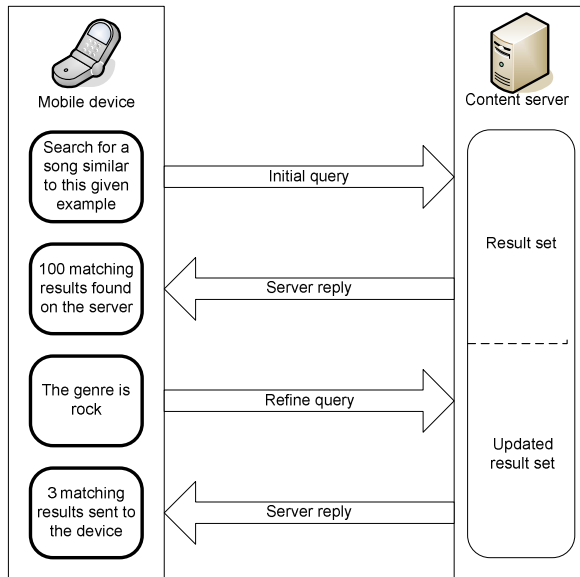 Mobile device
Content server
Search for a
song similar
to this given
example
Initial query
Result set
100 matching
results found
on the server
Server reply
The genre is
rock
Refine query
Updated
result set
3 matching
results sent to
the device
Server reply